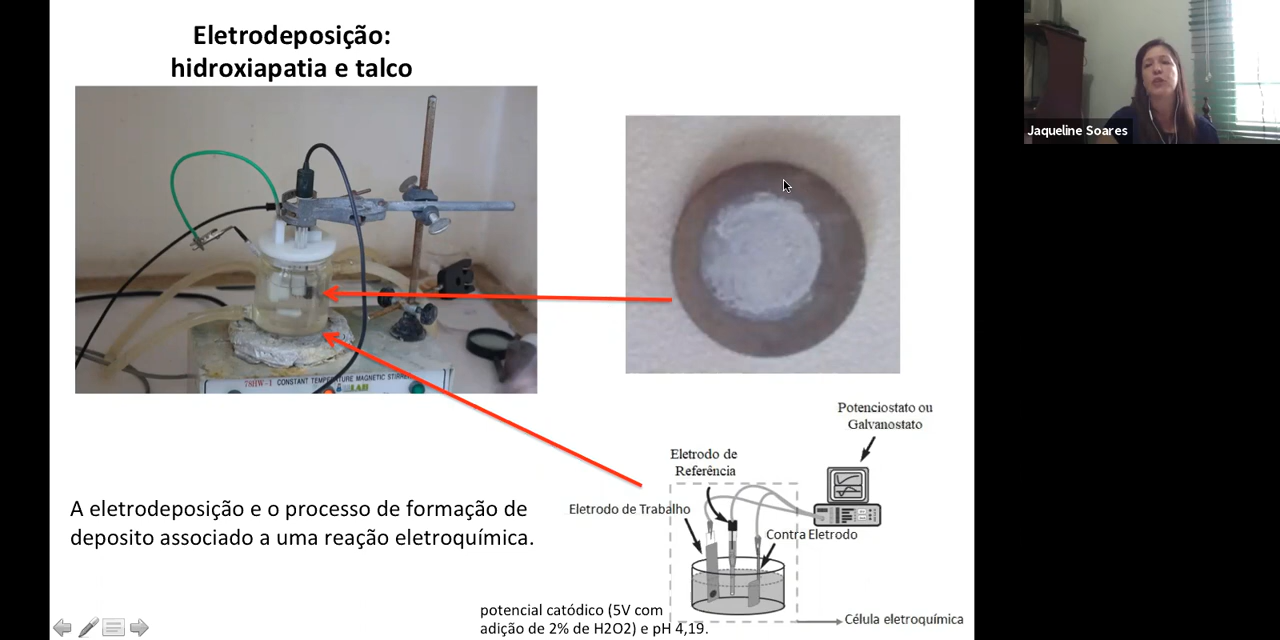 Eletrodeposição:
hidroxiapatia e talco
Jaqueline Soares
78HW-1 CONSTANT TEMPERATURE MAGNETIC
Potenciostato ou
Galvanostato
Eletrodo de
Referência
Eletrodo de Trabalho
Contra Eletrodo
A eletrodeposição e o processo de formação de
deposito associado a uma reação eletroquímica.
potencial catódico (5V com
adição de 2% de H2O2) e pH 4,19.
Célula eletroquímica